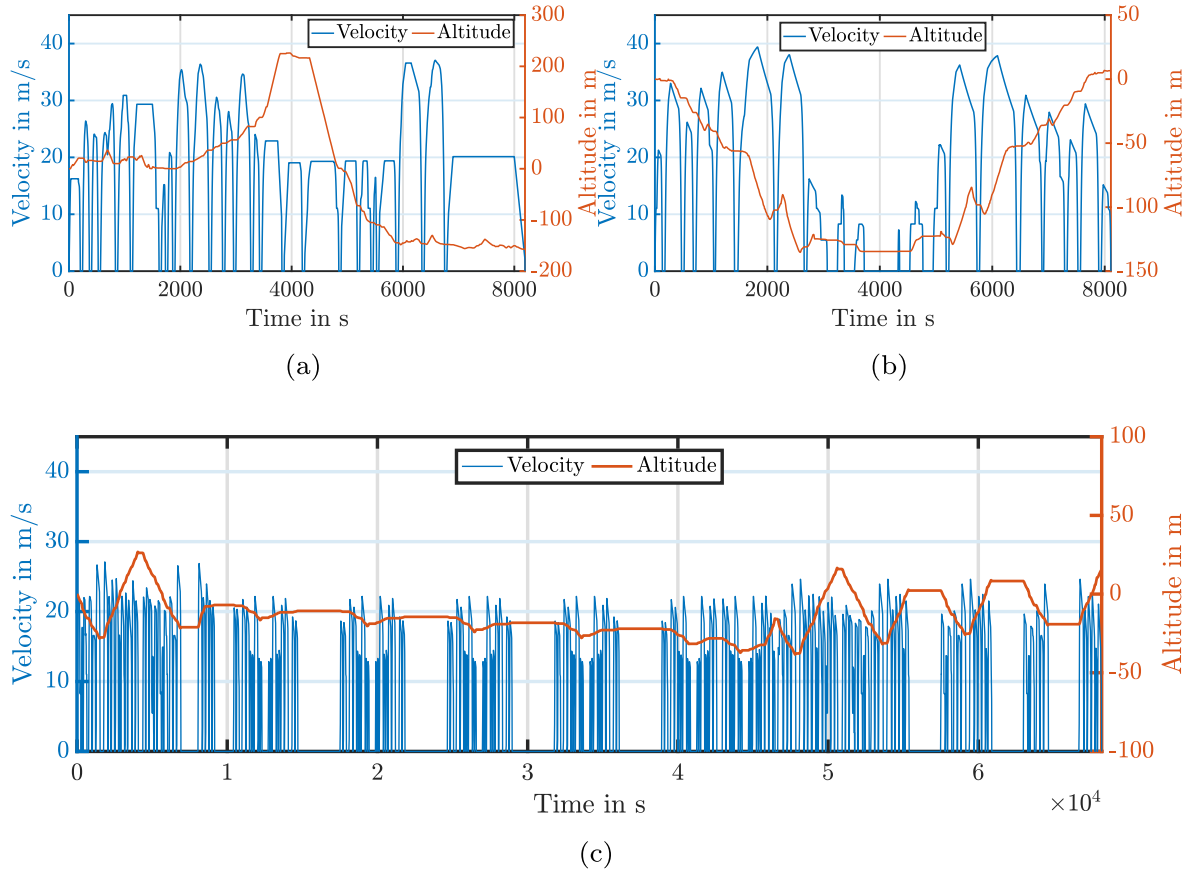 Velocity Altitude
Velocity in m/s
0
10
20
30
40
Altitude in m
-200
-100
0
100
200
300
0 2000 4000 6000 8000
Time in s
(a)
Velocity Altitude
Velocity in m/s
0
10
20
30
40
Altitude in m
-150
-100
-50
0
50
0 2000 4000 6000 8000
Time in s
(b)
Velocity Altitude
Velocity in m/s
0
10
20
30
40
Altitude in m
-100
-50
0
50
100
0 1 2 3 4 5 6
Time in s
×10⁴
(c)